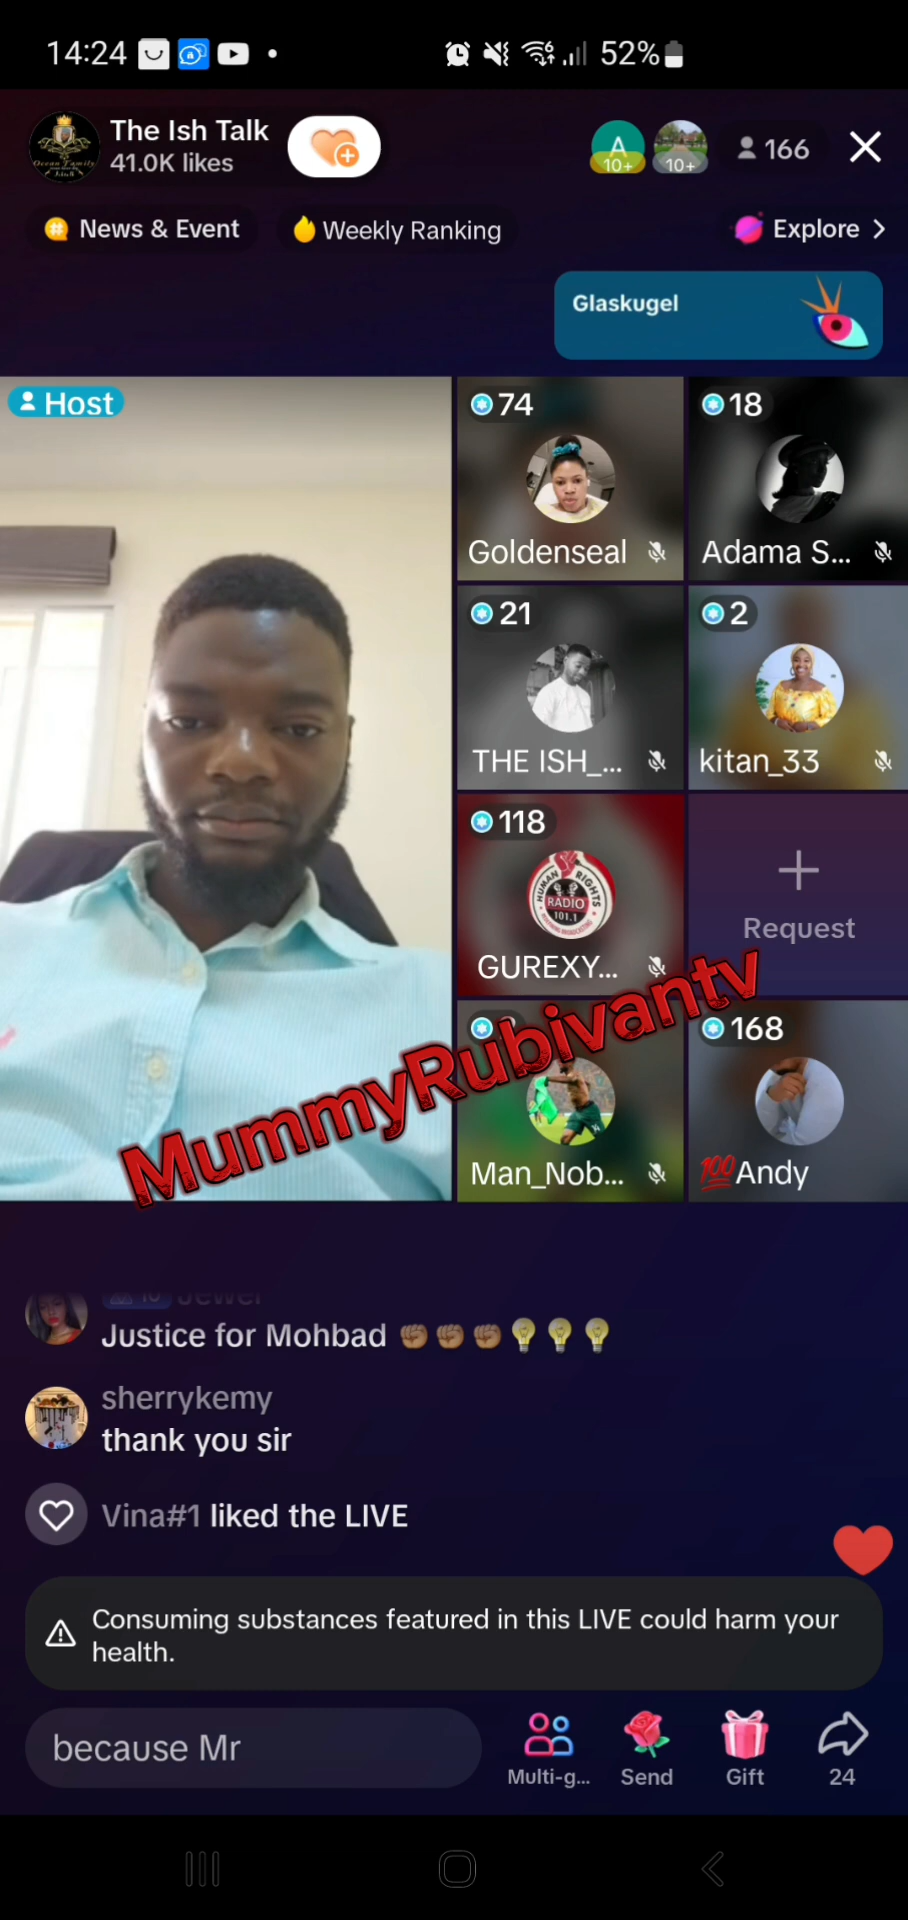 14:24
52%
The Ish Talk
41.0K likes
A
10+
10+
166
News & Event
Weekly Ranking
Explore
Glaskugel
Host
74
18
Goldenseal
Adama S...
21
2
THE ISH_...
kitan_33
118
HUMAN RIGHTS
RADIO
101.1
Request
GUREXY...
MummyRubivantv
168
Man_Nob...
💯Andy
Justice for Mohbad ✊🏽✊🏽✊🏽💡💡💡
sherrykemy
thank you sir
Vina#1 liked the LIVE
Consuming substances featured in this LIVE could harm your
health.
because Mr
Multi-g...
Send
Gift
24